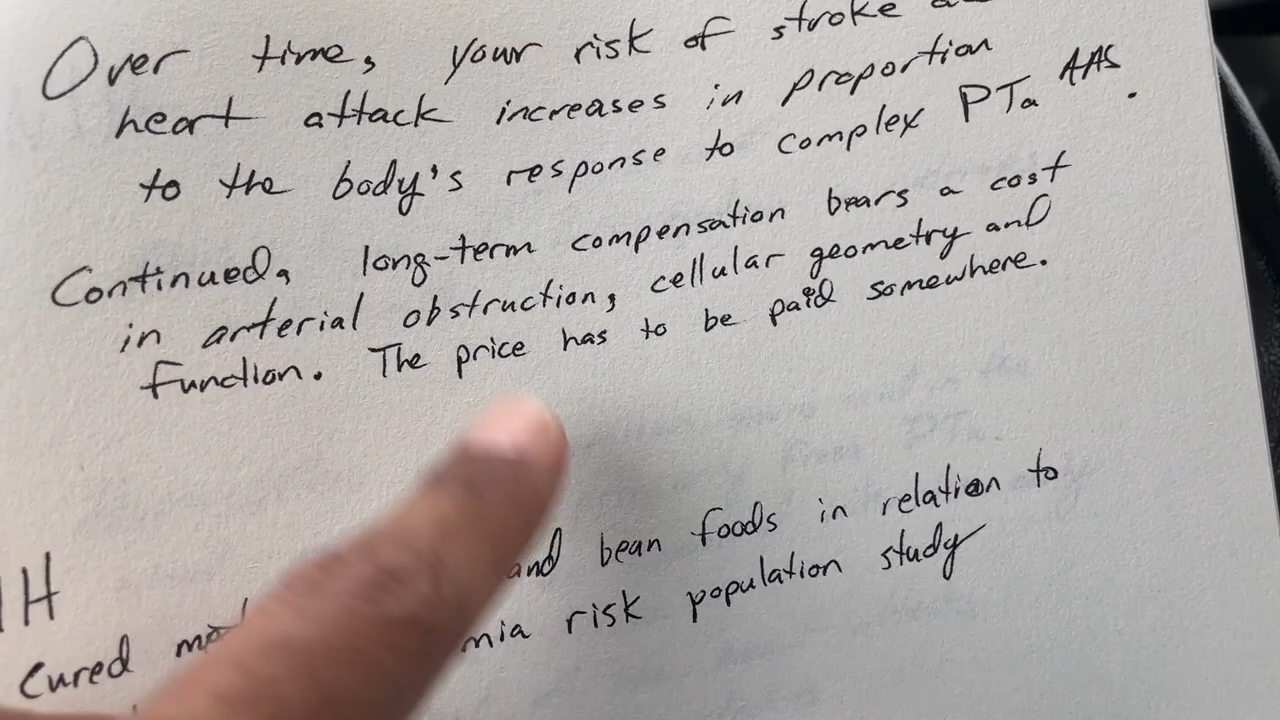 Over time, your risk of stroke
heart attack increases in proportion
to the body's response to complex PTa AAS.
Continued, long-term compensation bears a cost
in arterial obstruction, cellular geometry and
function. The price has to be paid somewhere.
H
and bean foods in relation to
Cured risk population study